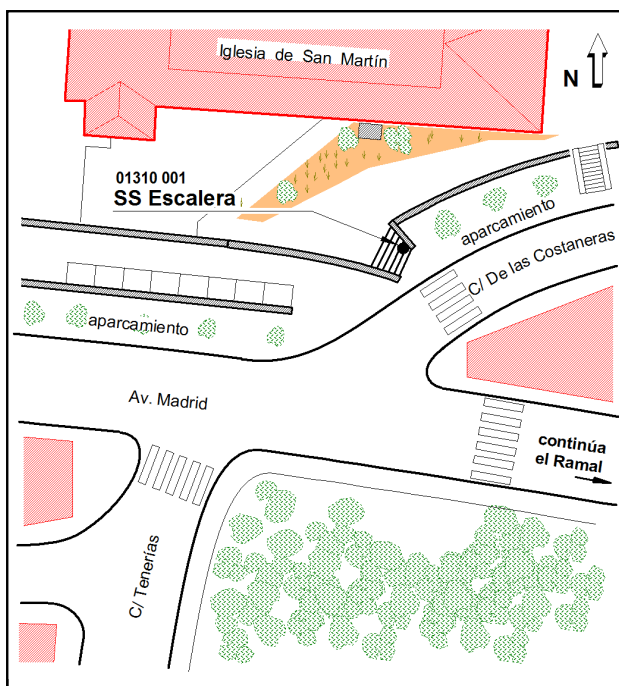 Iglesia de San Martín
N
01310 001
SS Escalera
aparcamiento
C/ De las Costaneras
aparcamiento
Av. Madrid
continúa
el Ramal
C/ Tenerías